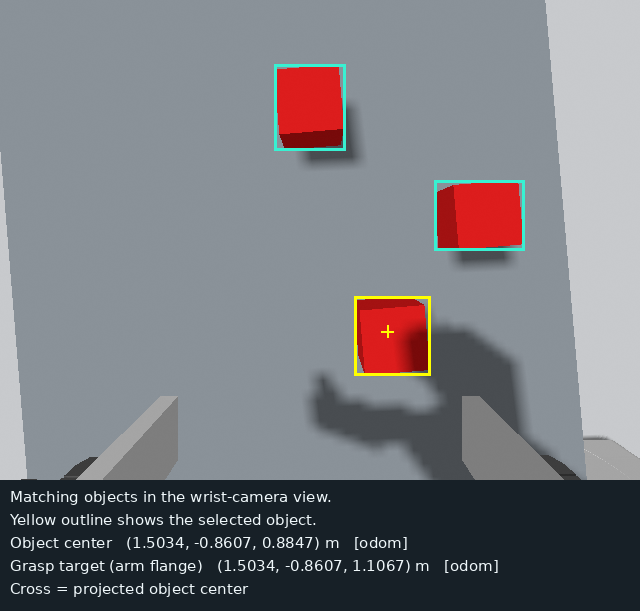 Matching objects in the wrist-camera view.
Yellow outline shows the selected object.
Object center   (1.5034, -0.8607, 0.8847) m   [odom]
Grasp target (arm flange)   (1.5034, -0.8607, 1.1067) m   [odom]
Cross = projected object center